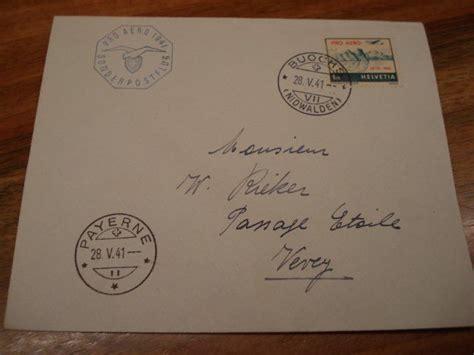 PRO AERO 1941
SONDERPOSTFLUG
BUOCHS
28.V.41
VII
(NIDWALDEN)
PRO AERO
HELVETIA
Monsieur
W. Rieker
Passage Etoile
Vevey
PAYERNE
28.V.41
II